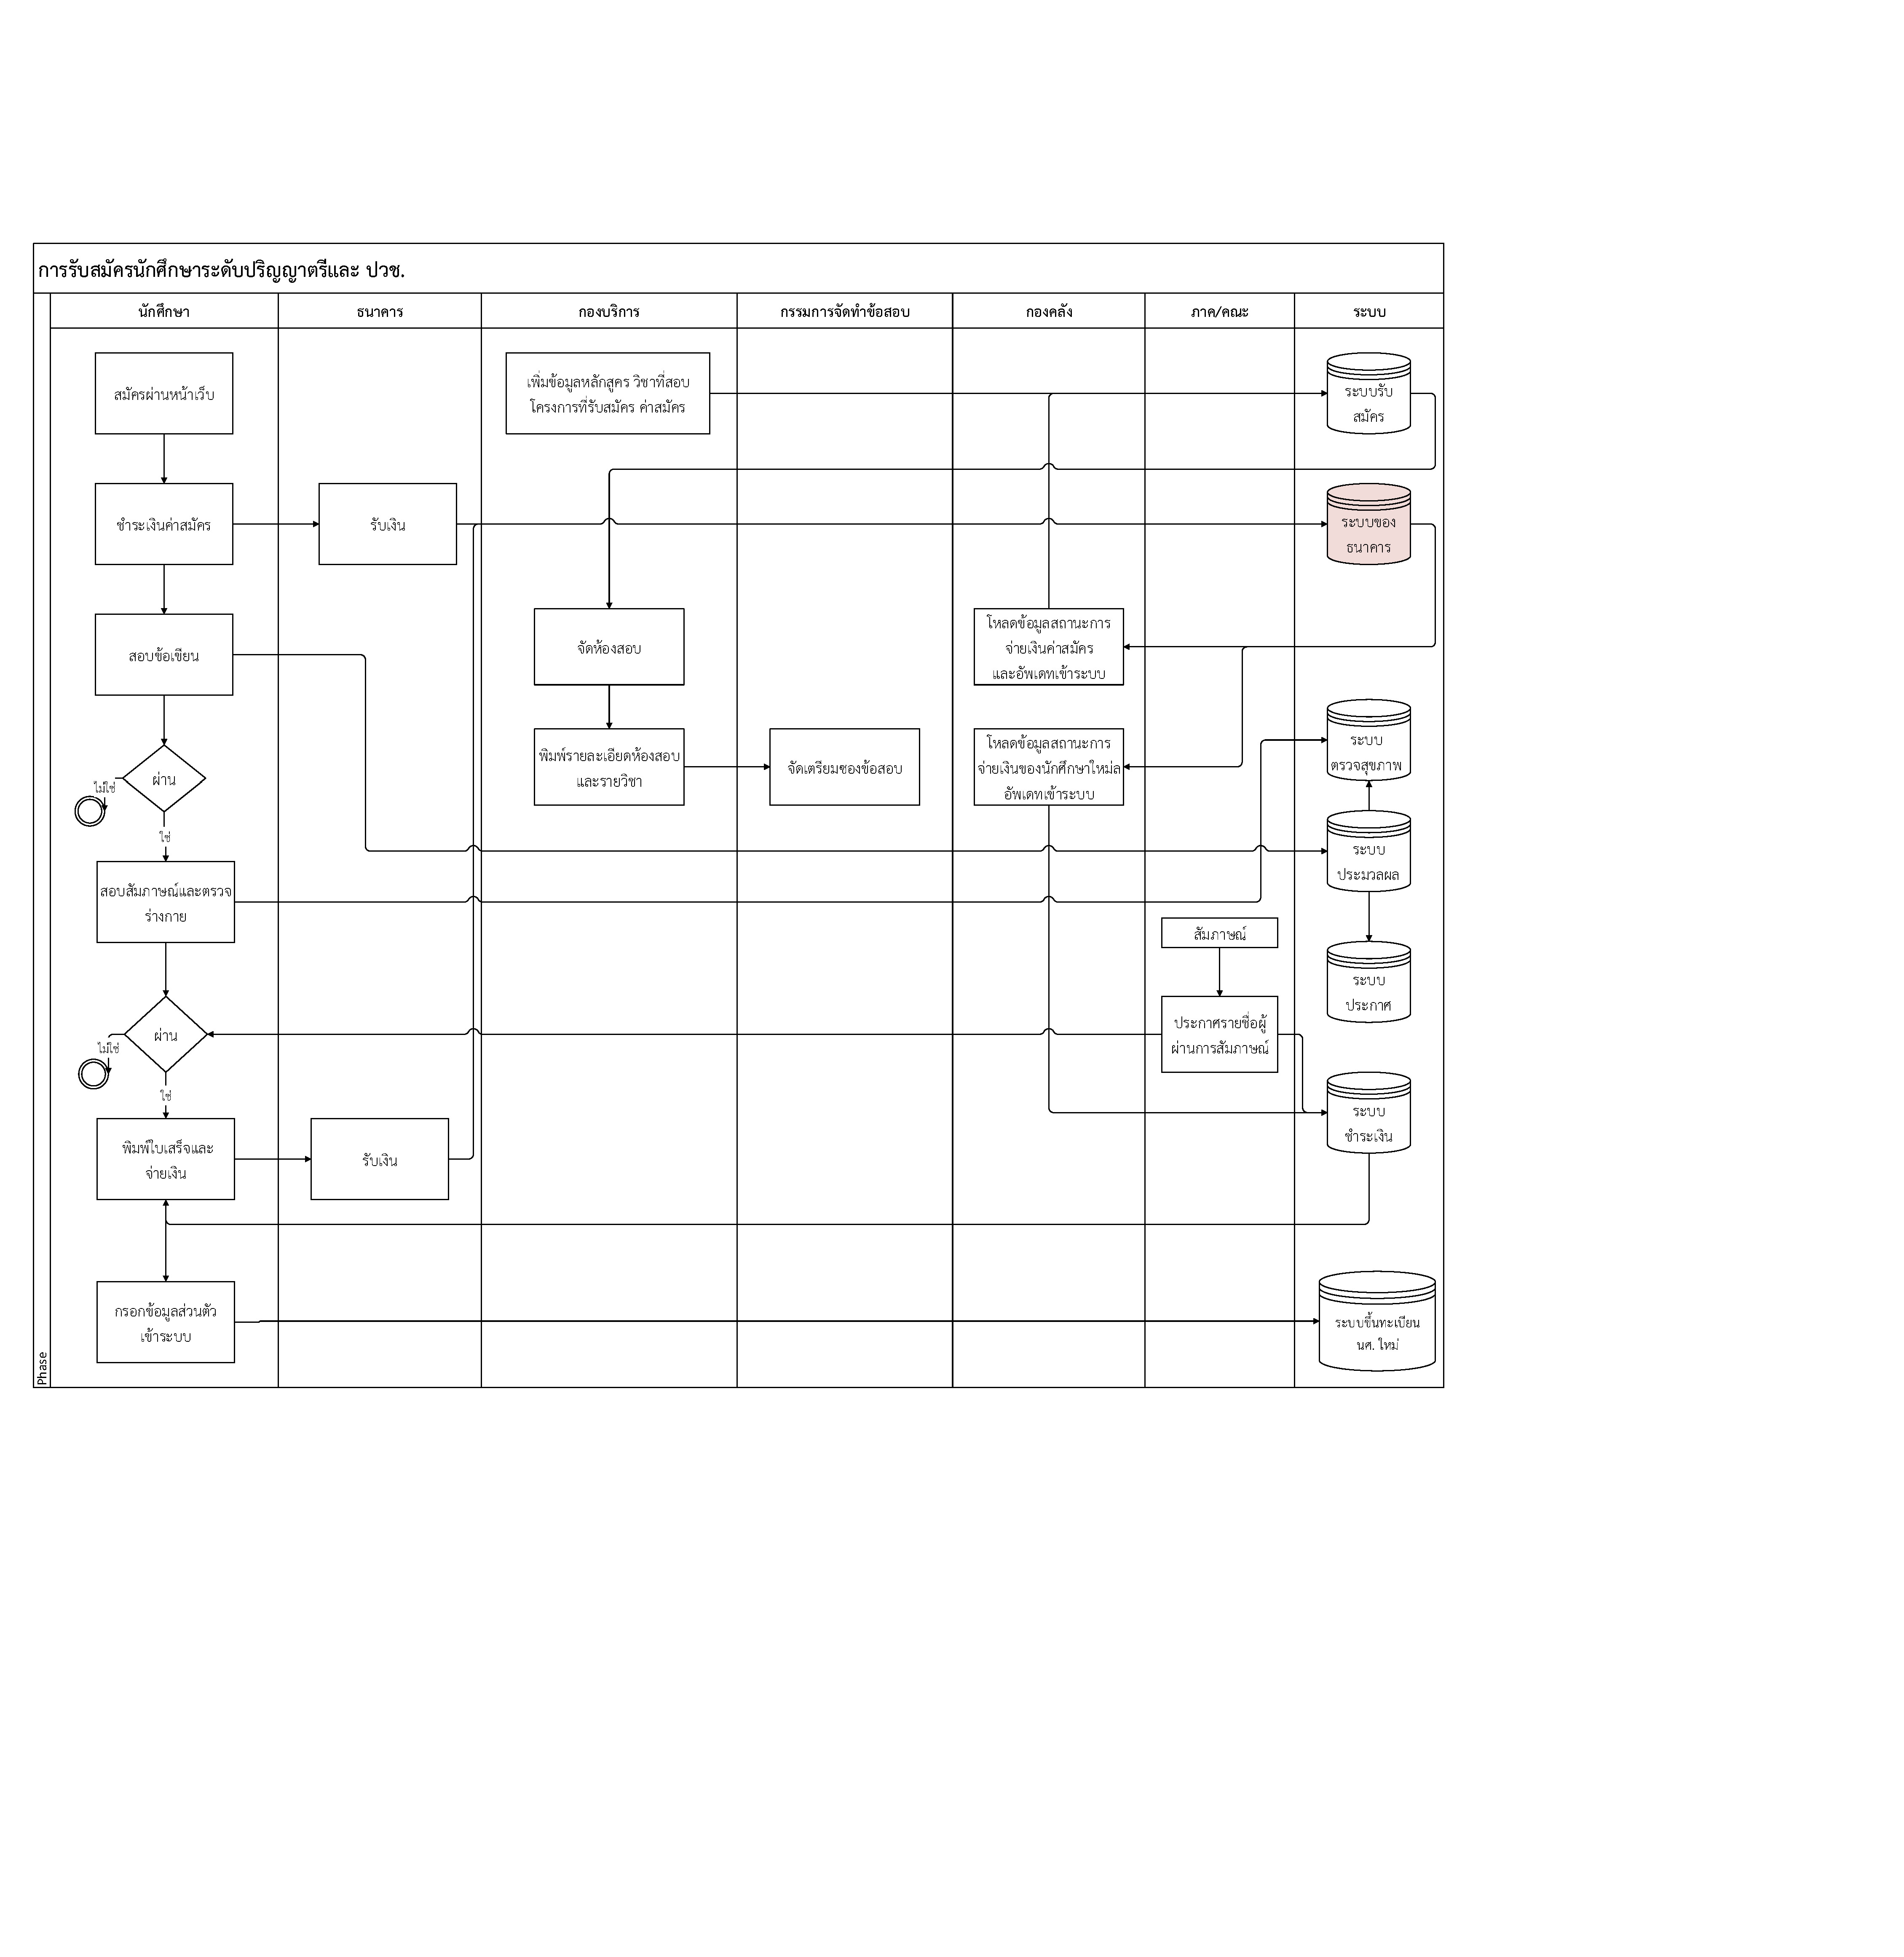 การรับสมัครนักศึกษาระดับปริญญาตรีและ ปวช.
นักศึกษา
ธนาคาร
กองบริการ
กรรมการจัดทำข้อสอบ
กองคลัง
ภาค/คณะ
ระบบ
สมัครผ่านหน้าเว็บ
เพิ่มข้อมูลหลักสูตร วิชาที่สอบ
โครงการที่รับสมัคร ค่าสมัคร
ระบบรับ
สมัคร
ชำระเงินค่าสมัคร
รับเงิน
ระบบของ
ธนาคาร
สอบข้อเขียน
จัดห้องสอบ
โหลดข้อมูลสถานะการ
จ่ายเงินค่าสมัคร
และอัพเดทเข้าระบบ
ผ่าน
ไม่ใช่
ใช่
พิมพ์รายละเอียดห้องสอบ
และรายวิชา
จัดเตรียมซองข้อสอบ
โหลดข้อมูลสถานะการ
จ่ายเงินของนักศึกษาใหม่ล
อัพเดทเข้าระบบ
ระบบ
ตรวจสุขภาพ
ระบบ
ประมวลผล
สอบสัมภาษณ์และตรวจ
ร่างกาย
สัมภาษณ์
ระบบ
ประกาศ
ผ่าน
ไม่ใช่
ใช่
ประกาศรายชื่อผู้
ผ่านการสัมภาษณ์
ระบบ
ชำระเงิน
พิมพ์ใบเสร็จและ
จ่ายเงิน
รับเงิน
กรอกข้อมูลส่วนตัว
เข้าระบบ
ระบบขึ้นทะเบียน
นศ. ใหม่
Phase